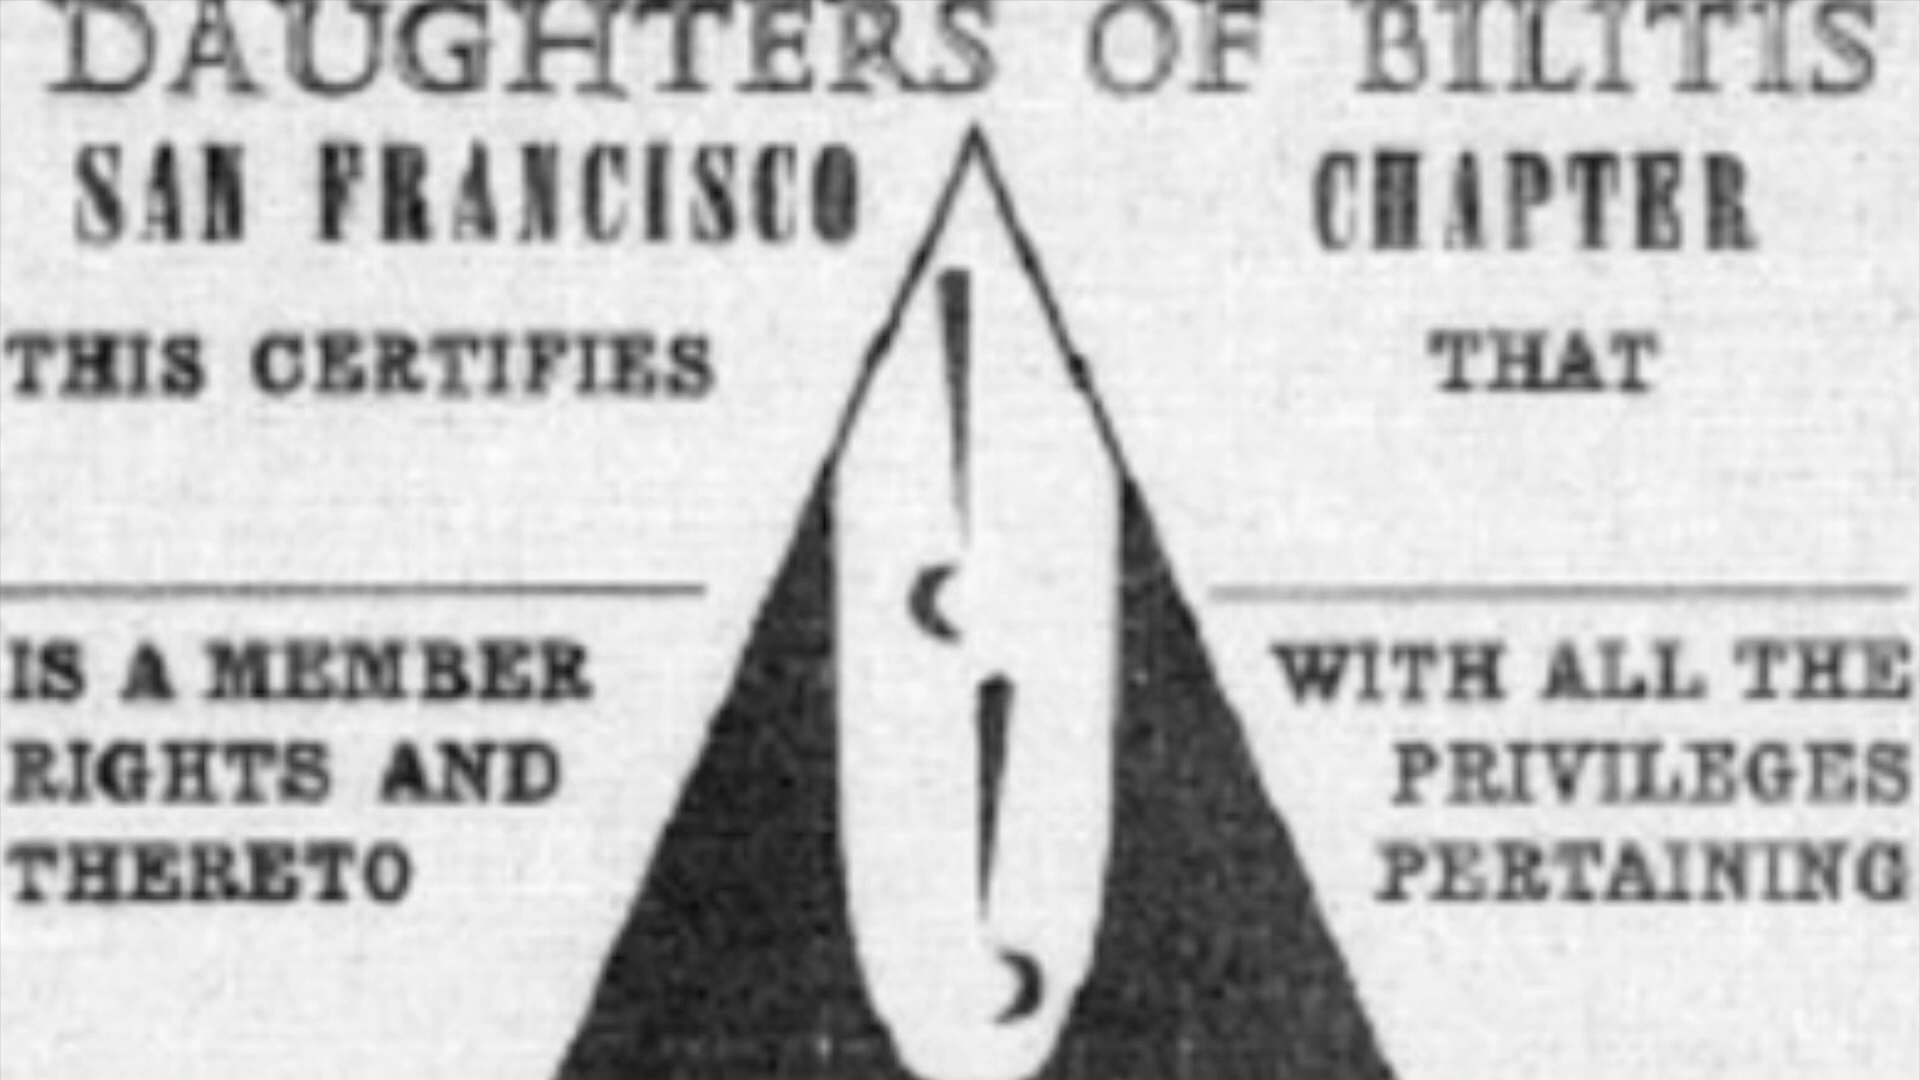 DAUGHTERS OF BILITIS
SAN FRANCISCO CHAPTER
THIS CERTIFIES THAT
IS A MEMBER WITH ALL THE
RIGHTS AND PRIVILEGES
THERETO PERTAINING